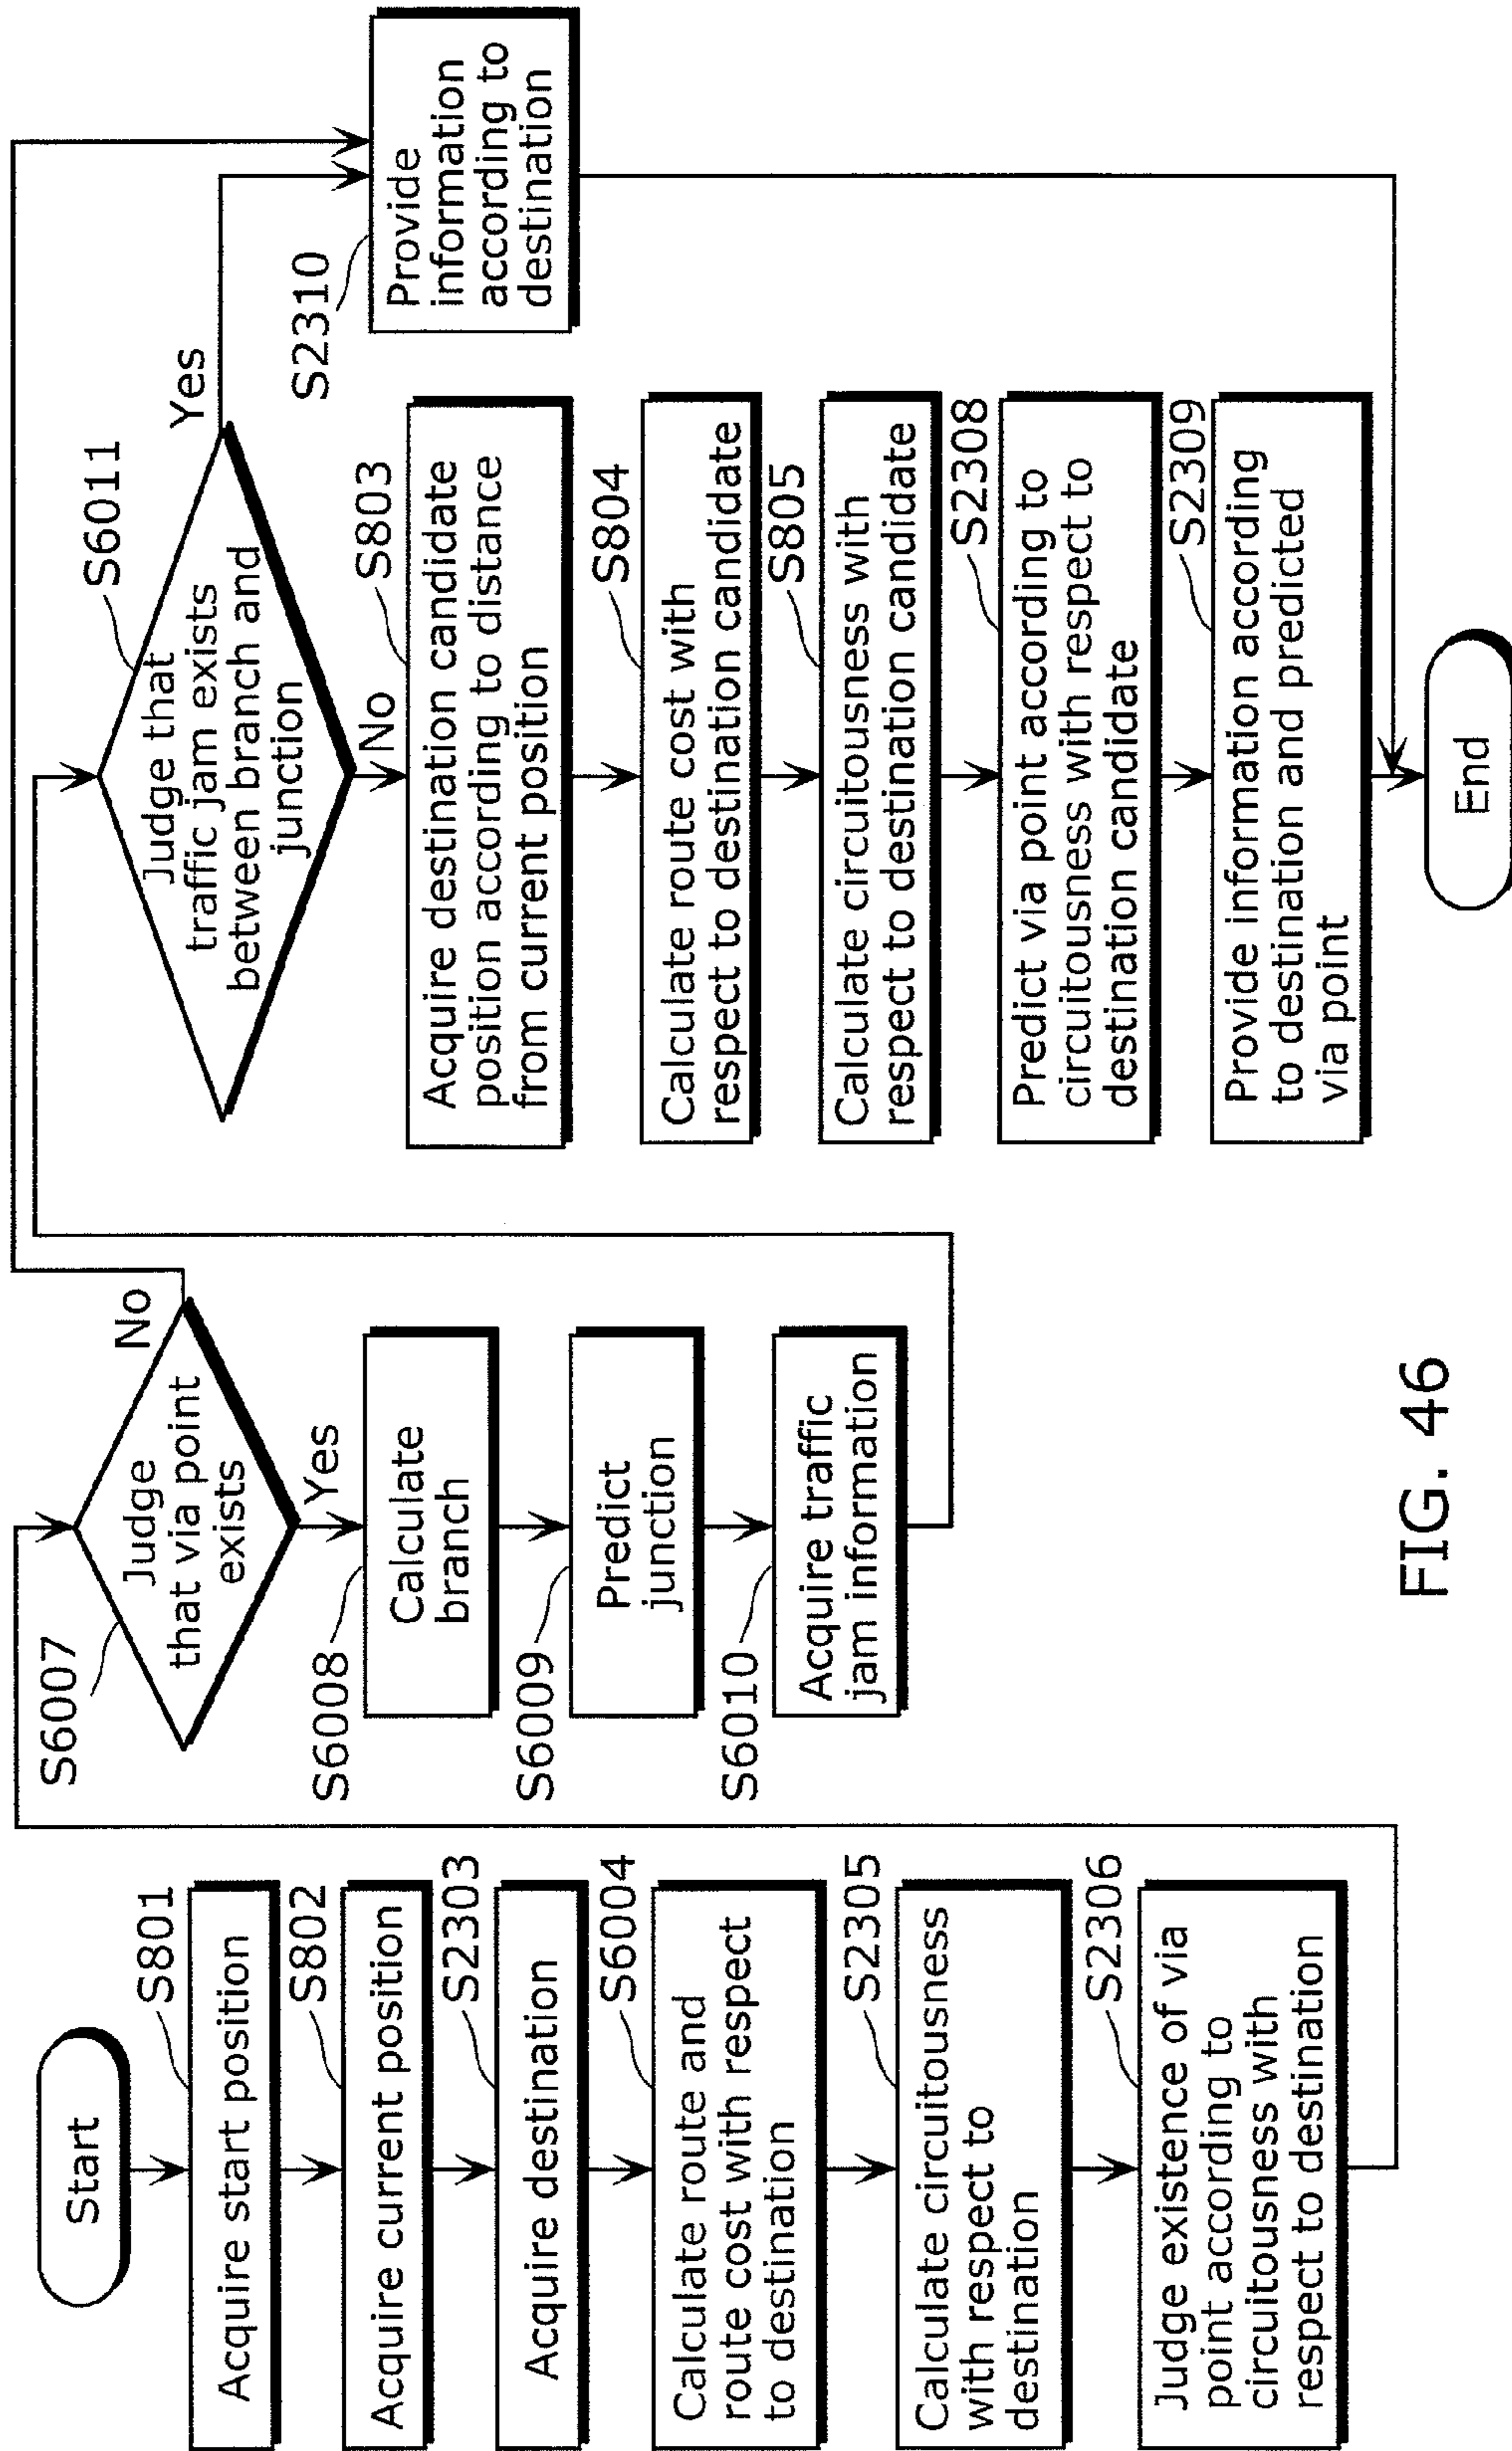 Start
S801
Acquire start position
S802
Acquire current position
S2303
Acquire destination
S6004
Calculate route and
route cost with respect
to destination
S2305
Calculate circuitousness
with respect to
destination
S2306
Judge existence of via
point according to
circuitousness with
respect to destination
S6007
Judge
that via point
exists
No
Yes
S6008
Calculate
branch
S6009
Predict
junction
S6010
Acquire traffic
jam information
S6011
Judge that
traffic jam exists
between branch and
junction
Yes
No
S803
Acquire destination candidate
position according to distance
from current position
S804
Calculate route cost with
respect to destination candidate
S805
Calculate circuitousness with
respect to destination candidate
S2308
Predict via point according to
circuitousness with respect to
destination candidate
S2309
Provide information according
to destination and predicted
via point
S2310
Provide
information
according to
destination
End
FIG. 46